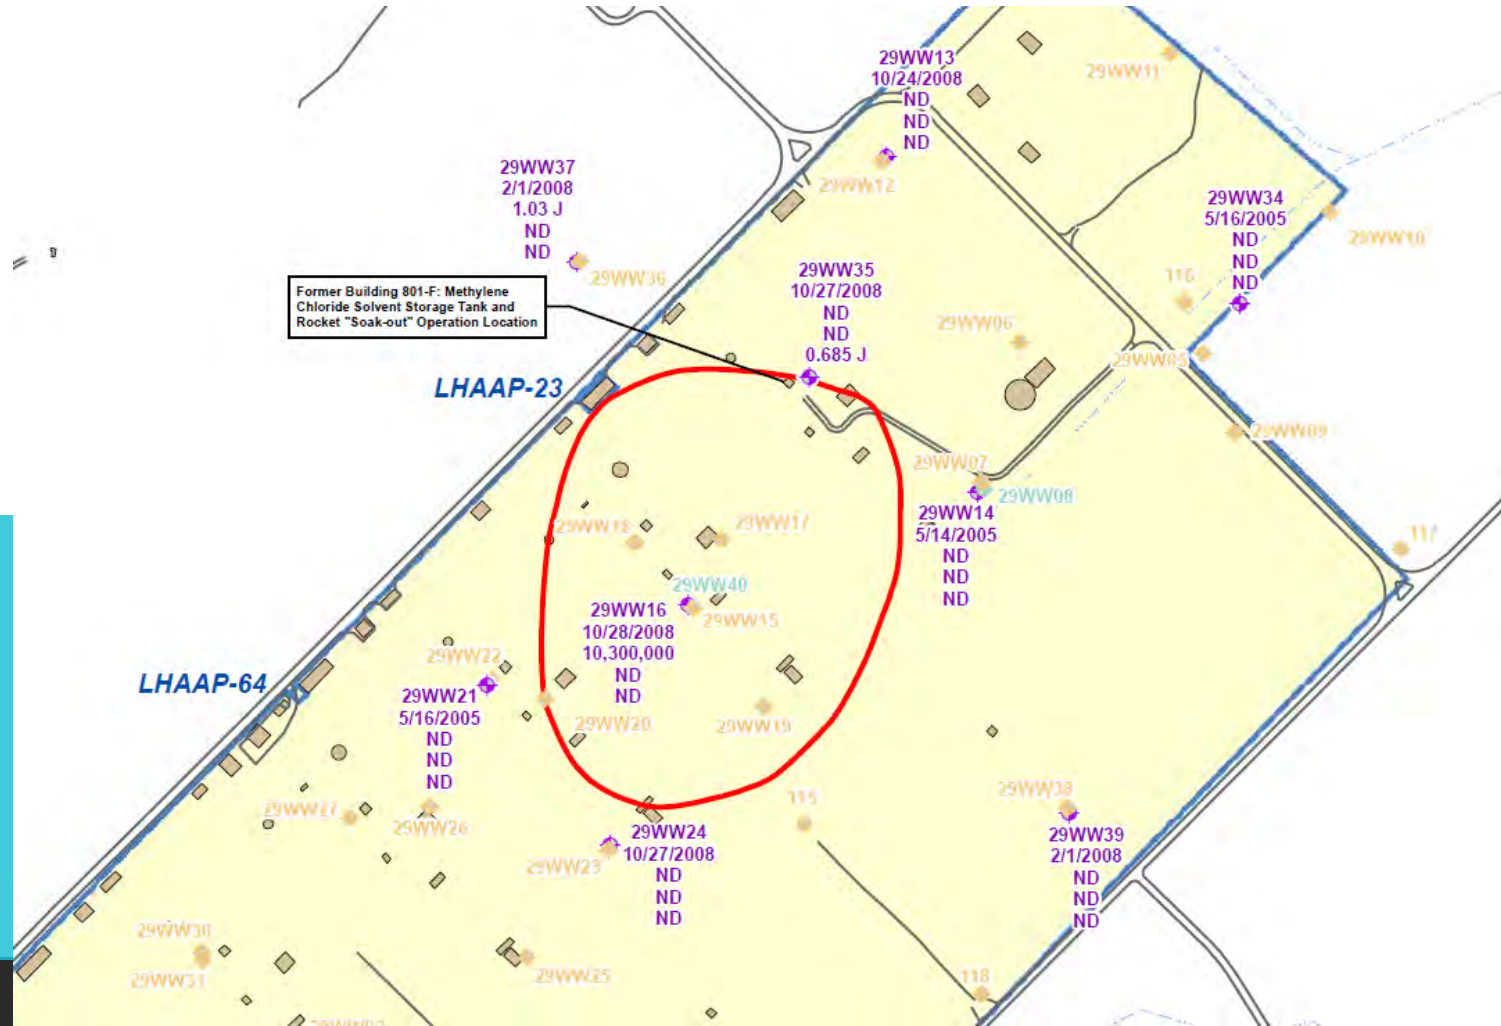 29WW13
10/24/2008
ND
ND
ND
29WW11
29WW12
29WW37
2/1/2008
1.03 J
ND
ND
29WW36
29WW34
5/16/2005
ND
ND
ND
29WW10
116
Former Building 801-F: Methylene
Chloride Solvent Storage Tank and
Rocket "Soak-out" Operation Location
29WW35
10/27/2008
ND
ND
0.685 J
29WW06
29WW05
LHAAP-23
29WW09
29WW07
29WW08
29WW14
5/14/2005
ND
ND
ND
117
29WW18
29WW17
29WW40
29WW16
10/28/2008
10,300,000
ND
ND
29WW15
29WW22
LHAAP-64
29WW21
5/16/2005
ND
ND
ND
29WW20
29WW19
29WW27
29WW26
115
29WW38
29WW39
2/1/2008
ND
ND
ND
29WW24
10/27/2008
ND
ND
ND
29WW23
29WW30
29WW31
29WW25
118